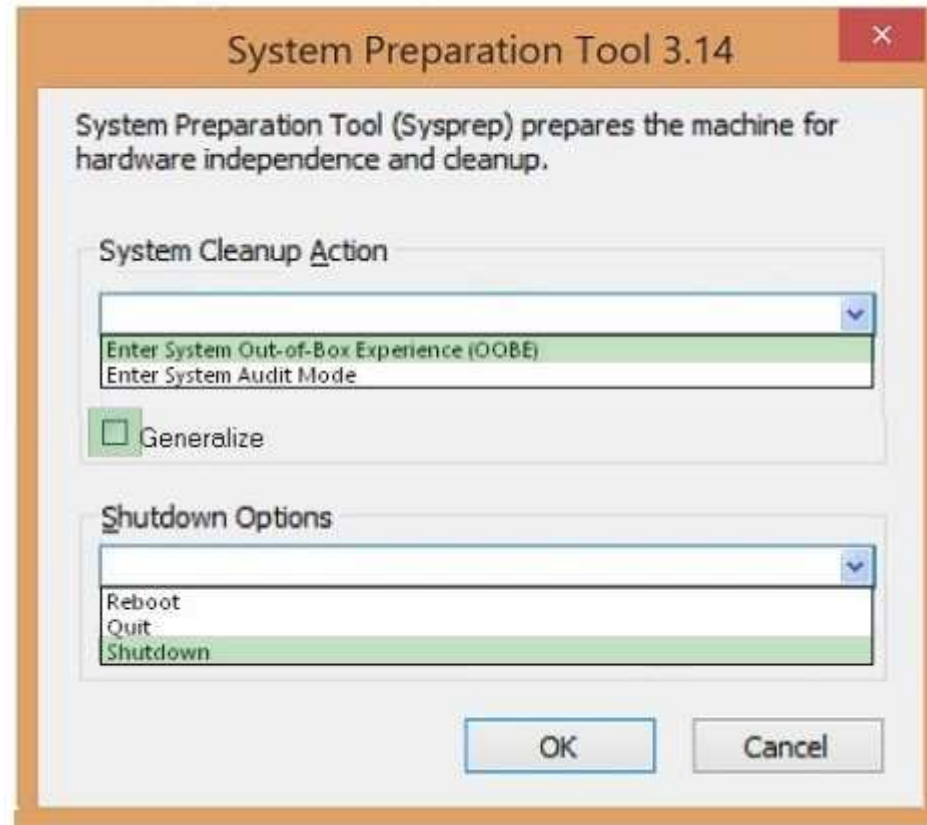 System Preparation Tool 3.14
×
System Preparation Tool (Sysprep) prepares the machine for
hardware independence and cleanup.
System Cleanup Action
Enter System Out-of-Box Experience (OOBE)
Enter System Audit Mode
Generalize
Shutdown Options
Reboot
Quit
Shutdown
OK
Cancel